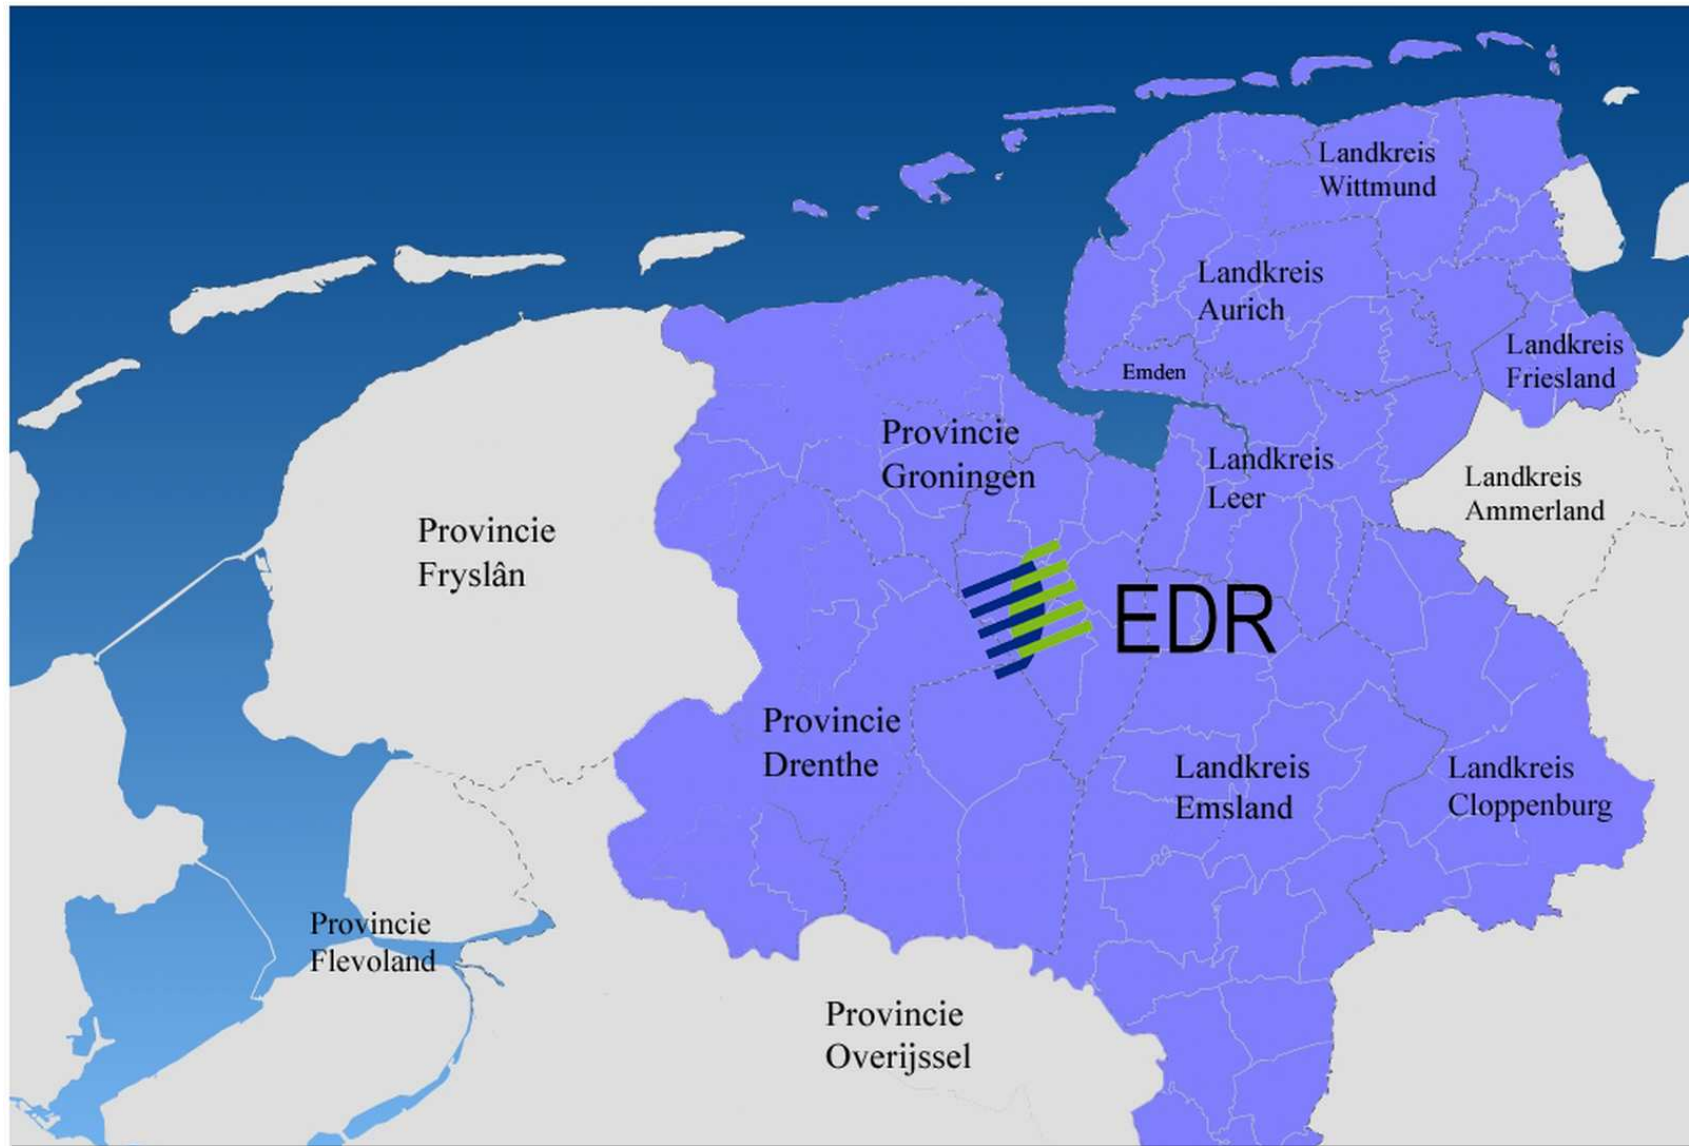 Landkreis
Wittmund
Landkreis
Aurich
Landkreis
Friesland
Emden
Provincie
Groningen
Landkreis
Leer
Landkreis
Ammerland
Provincie
Fryslân
EDR
Provincie
Drenthe
Landkreis
Emsland
Landkreis
Cloppenburg
Provincie
Flevoland
Provincie
Overijssel